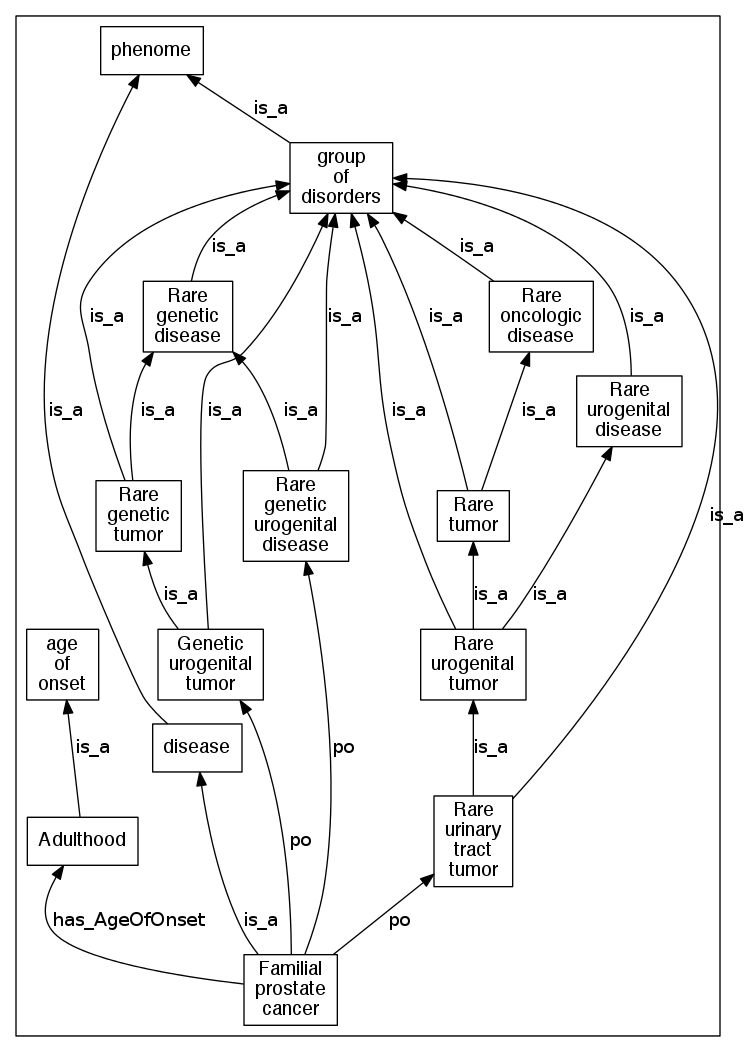 phenome
is_a
group
of
disorders
is_a
is_a
Rare
genetic
disease
Rare
oncologic
disease
is_a
is_a
is_a
is_a
Rare
urogenital
disease
is_a
is_a
is_a
is_a
is_a
is_a
Rare
genetic
tumor
Rare
genetic
urogenital
disease
Rare
tumor
is_a
is_a
is_a
is_a
age
of
onset
Genetic
urogenital
tumor
Rare
urogenital
tumor
disease
is_a
po
is_a
Adulthood
po
Rare
urinary
tract
tumor
has_AgeOfOnset
is_a
po
Familial
prostate
cancer